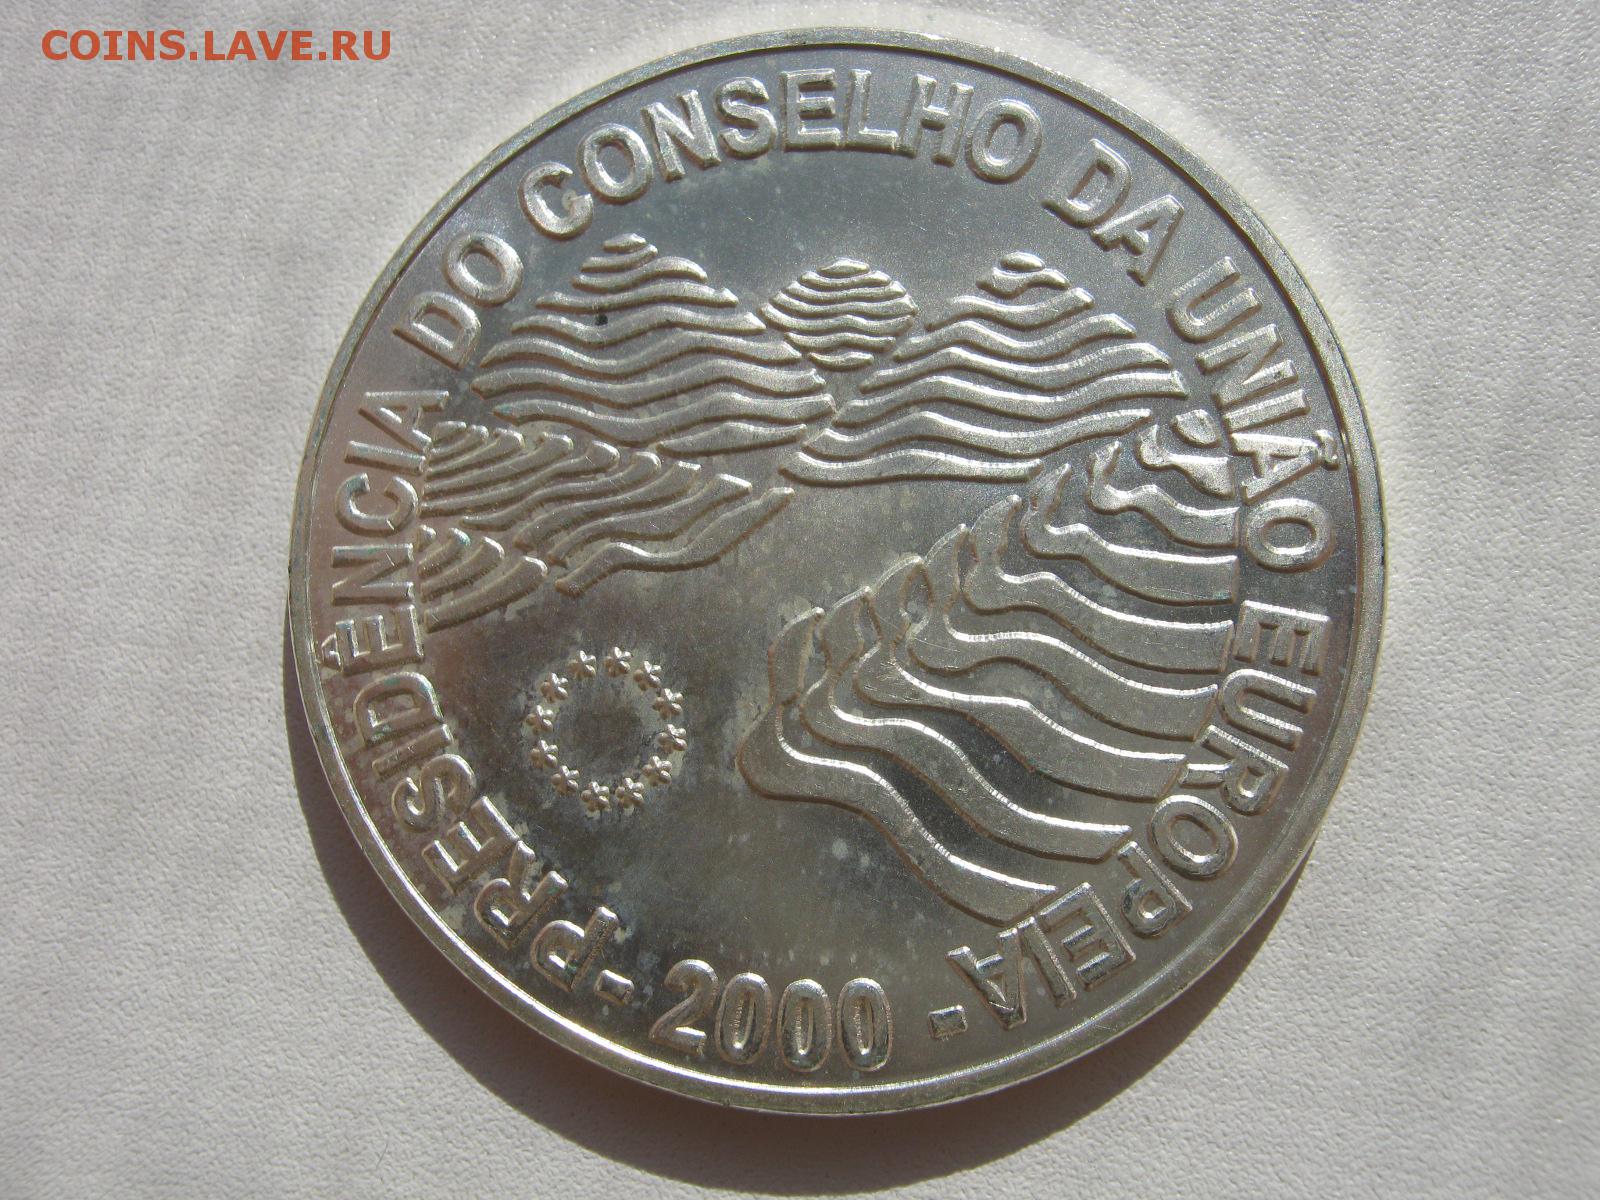 COINS.LAVE.RU
- PRESIDÊNCIA DO CONSELHO DA UNIÃO EUROPEIA -
2000